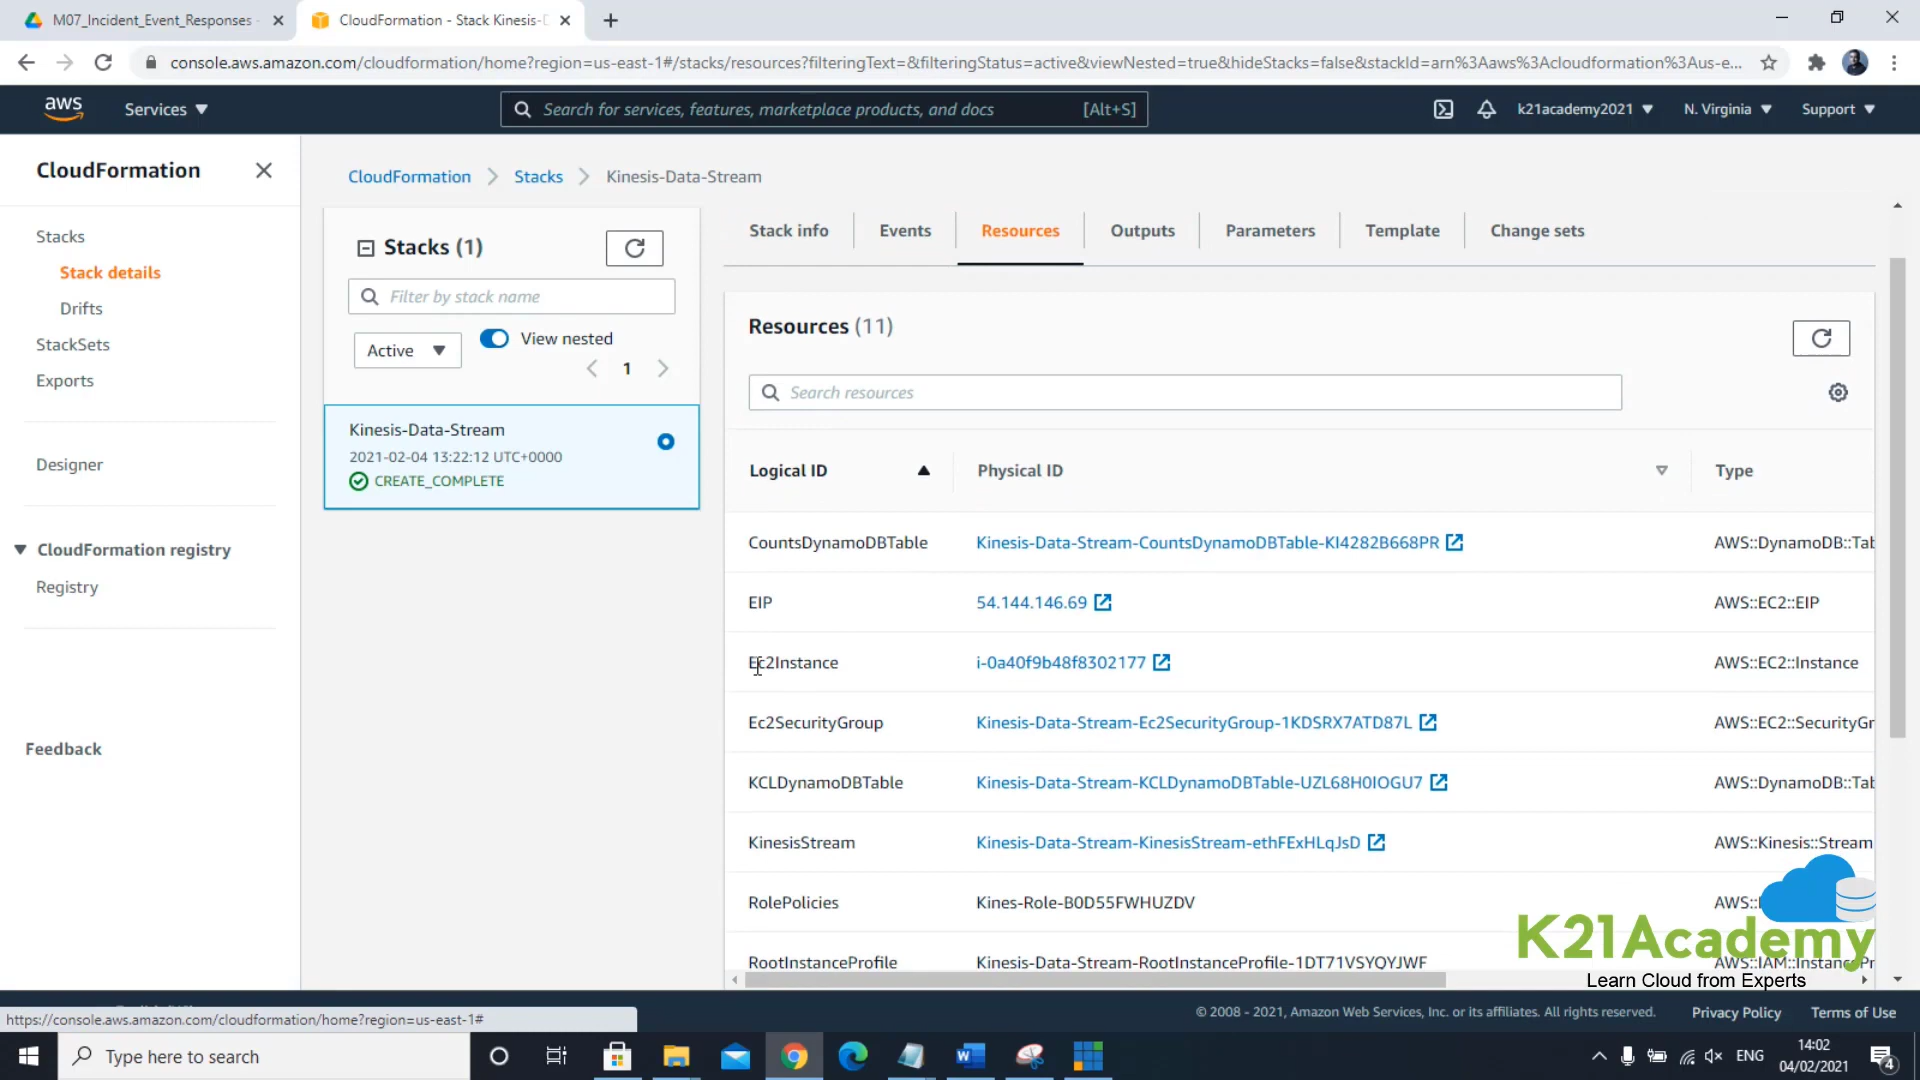 M07_Incident_Event_Responses
CloudFormation - Stack Kinesis-D
console.aws.amazon.com/cloudformation/home?region=us-east-1#/stacks/resources?filteringText=&filteringStatus=active&viewNested=true&hideStacks=false&stackId=arn%3Aaws%3Acloudformation%3Aus-e...
aws
Services
Search for services, features, marketplace products, and docs
[Alt+S]
k21academy2021
N. Virginia
Support
CloudFormation
Stacks
Stack details
Drifts
StackSets
Exports
Designer
CloudFormation registry
Registry
Feedback
CloudFormation
Stacks
Kinesis-Data-Stream
Stacks (1)
Filter by stack name
Active
View nested
1
Kinesis-Data-Stream
2021-02-04 13:22:12 UTC+0000
CREATE_COMPLETE
Stack info
Events
Resources
Outputs
Parameters
Template
Change sets
Resources (11)
Search resources
Logical ID
Physical ID
Type
CountsDynamoDBTable
Kinesis-Data-Stream-CountsDynamoDBTable-KI4282B668PR
AWS::DynamoDB::Tab
EIP
54.144.146.69
AWS::EC2::EIP
Ec2Instance
i-0a40f9b48f8302177
AWS::EC2::Instance
Ec2SecurityGroup
Kinesis-Data-Stream-Ec2SecurityGroup-1KDSRX7ATD87L
AWS::EC2::SecurityGr
KCLDynamoDBTable
Kinesis-Data-Stream-KCLDynamoDBTable-UZL68H0IOGU7
AWS::DynamoDB::Tab
KinesisStream
Kinesis-Data-Stream-KinesisStream-ethFExHLqJsD
AWS::Kinesis::Stream
RolePolicies
Kines-Role-B0D55FWHUZDV
AWS::
RootInstanceProfile
Kinesis-Data-Stream-RootInstanceProfile-1DT71VSYQYJWF
AWS::IAM::InstancePr
K21Academy
Learn Cloud from Experts
https://console.aws.amazon.com/cloudformation/home?region=us-east-1#
© 2008 - 2021, Amazon Web Services, Inc. or its affiliates. All rights reserved.
Privacy Policy
Terms of Use
Type here to search
ENG
14:02
04/02/2021
4